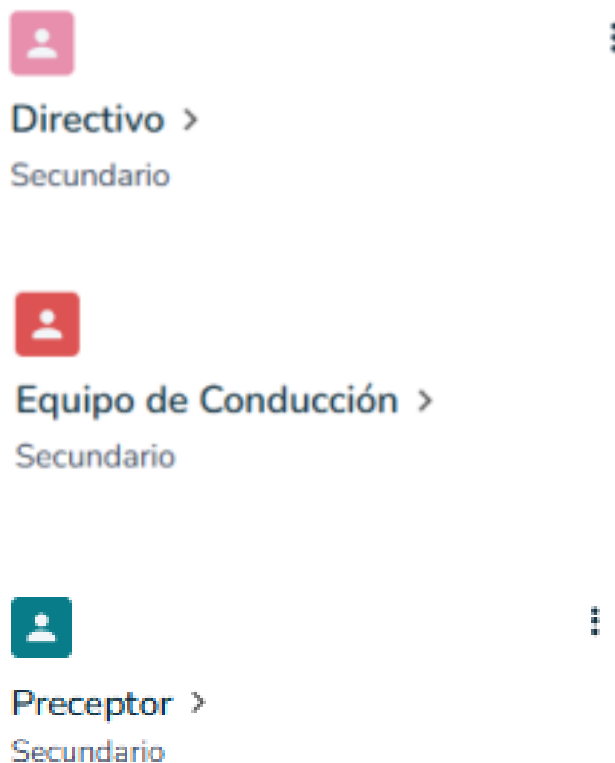 Directivo
Secundario
Equipo de Conducción
Secundario
Preceptor
Secundario